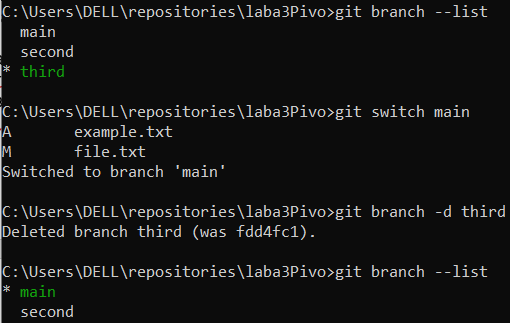 C:\Users\DELL\repositories\laba3Pivo>git branch --list
  main
  second
* third
C:\Users\DELL\repositories\laba3Pivo>git switch main
A       example.txt
M       file.txt
Switched to branch 'main'
C:\Users\DELL\repositories\laba3Pivo>git branch -d third
Deleted branch third (was fdd4fc1).
C:\Users\DELL\repositories\laba3Pivo>git branch --list
* main
  second